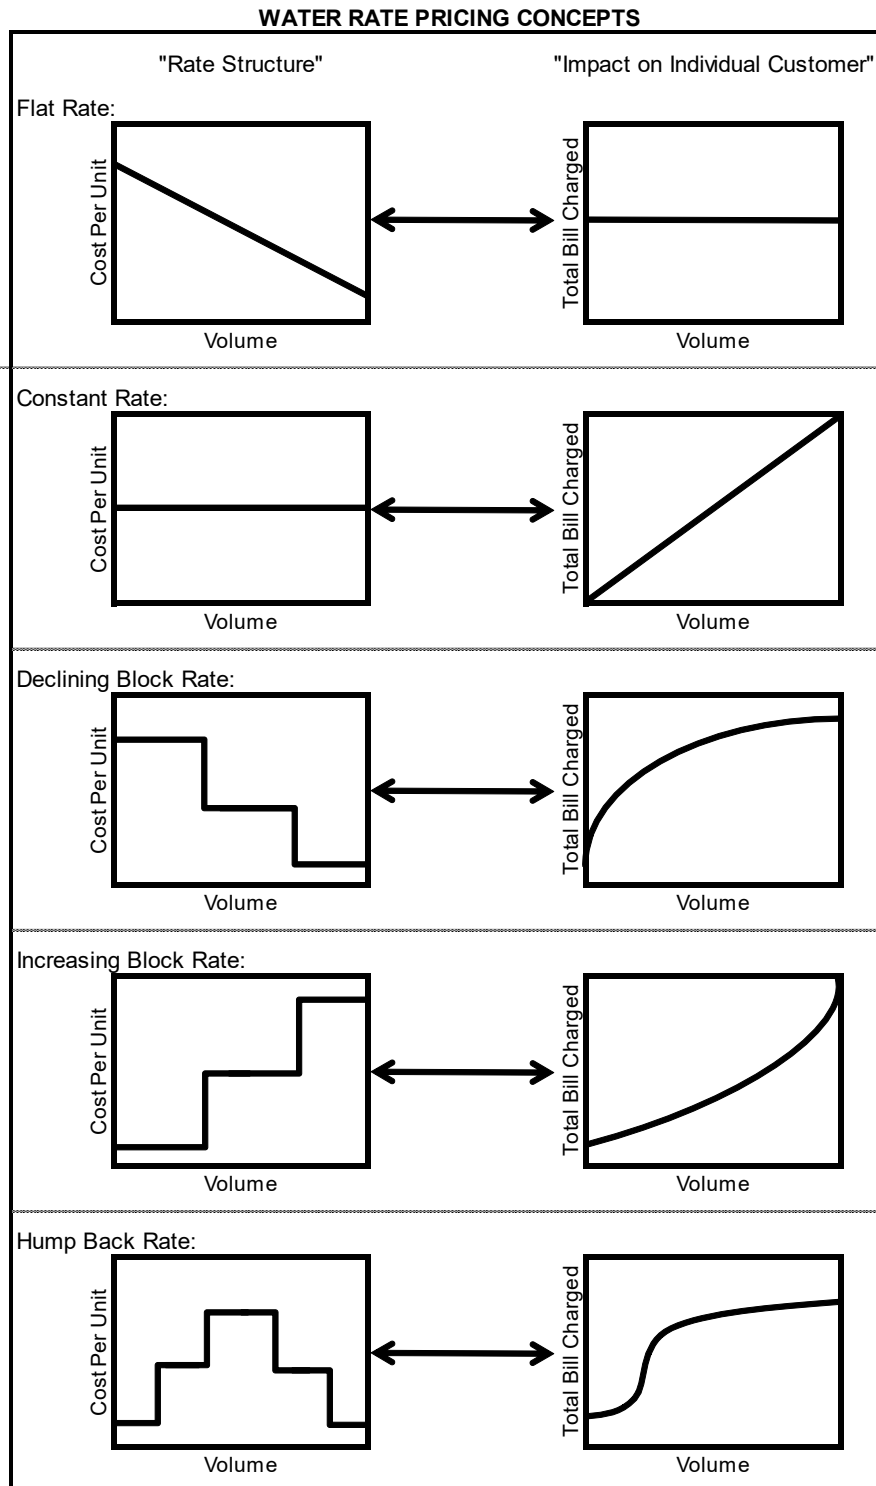 WATER RATE PRICING CONCEPTS
"Rate Structure"
"Impact on Individual Customer"
Flat Rate:
Cost Per Unit
Volume
Total Bill Charged
Volume
Constant Rate:
Cost Per Unit
Volume
Total Bill Charged
Volume
Declining Block Rate:
Cost Per Unit
Volume
Total Bill Charged
Volume
Increasing Block Rate:
Cost Per Unit
Volume
Total Bill Charged
Volume
Hump Back Rate:
Cost Per Unit
Volume
Total Bill Charged
Volume